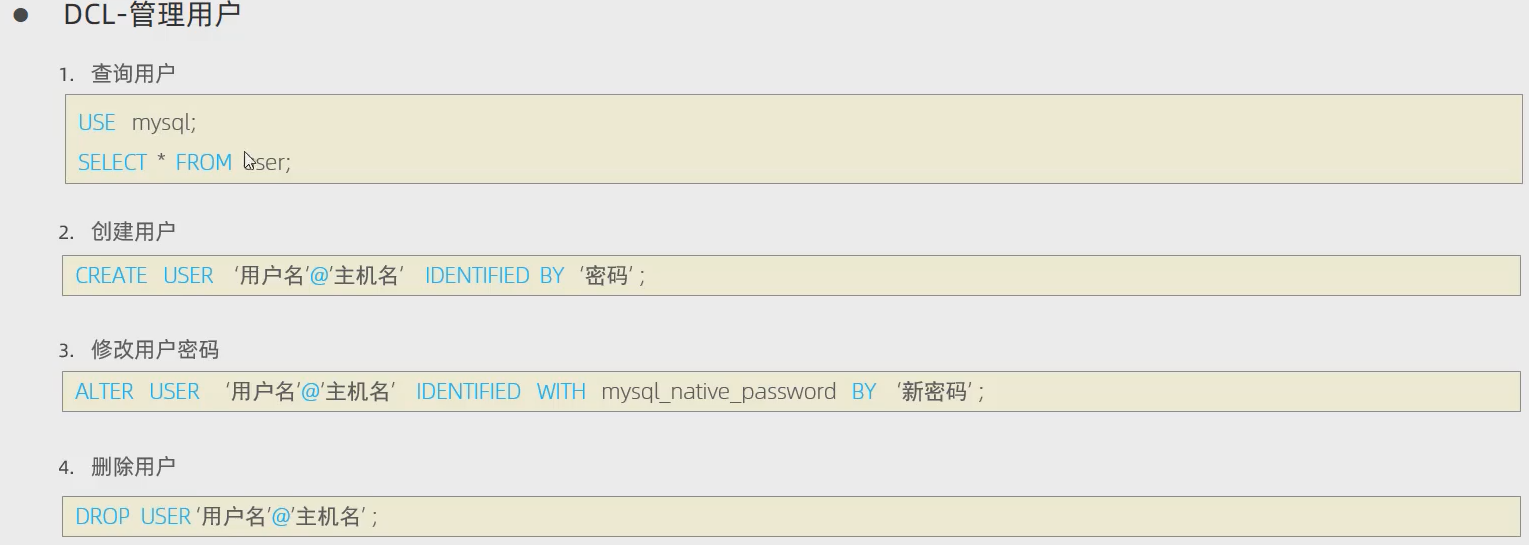 ● DCL-管理用户
1. 查询用户
USE mysql;
SELECT * FROM user;
2. 创建用户
CREATE USER ‘用户名’@’主机名’ IDENTIFIED BY ‘密码’ ;
3. 修改用户密码
ALTER USER ‘用户名’@’主机名’ IDENTIFIED WITH mysql_native_password BY ‘新密码’ ;
4. 删除用户
DROP USER ‘用户名’@’主机名’ ;